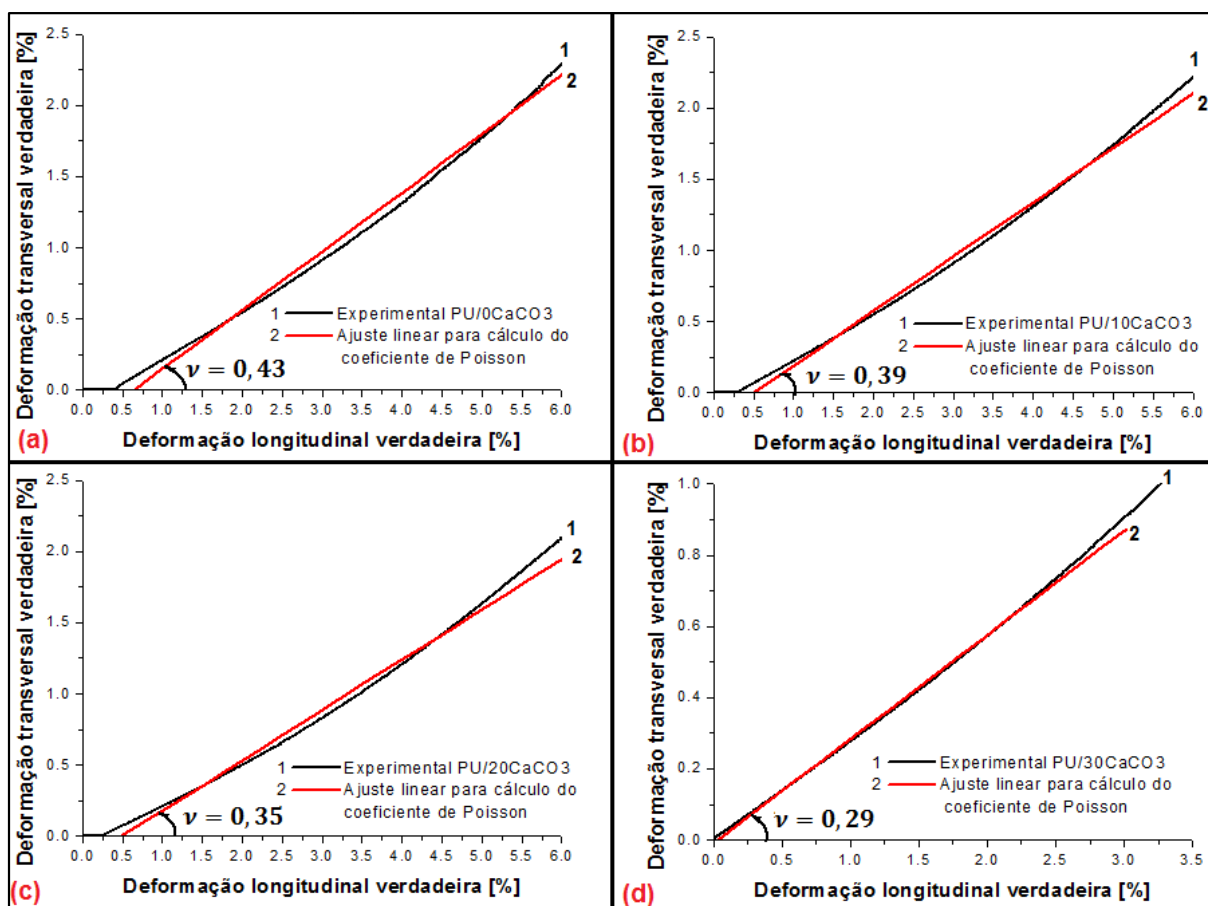 Deformação transversal verdadeira [%]
2.5
2.0
1.5
1.0
0.5
0.0
1
2
1 Experimental PU/0CaCO3
2 Ajuste linear para cálculo do
coeficiente de Poisson
ν = 0,43
0.0 0.5 1.0 1.5 2.0 2.5 3.0 3.5 4.0 4.5 5.0 5.5 6.0
(a) Deformação longitudinal verdadeira [%]
Deformação transversal verdadeira [%]
2.5
2.0
1.5
1.0
0.5
0.0
1
2
1 Experimental PU/10CaCO3
2 Ajuste linear para cálculo do
coeficiente de Poisson
ν = 0,39
0.0 0.5 1.0 1.5 2.0 2.5 3.0 3.5 4.0 4.5 5.0 5.5 6.0
(b) Deformação longitudinal verdadeira [%]
Deformação transversal verdadeira [%]
2.5
2.0
1.5
1.0
0.5
0.0
1
2
1 Experimental PU/20CaCO3
2 Ajuste linear para cálculo do
coeficiente de Poisson
ν = 0,35
0.0 0.5 1.0 1.5 2.0 2.5 3.0 3.5 4.0 4.5 5.0 5.5 6.0
(c) Deformação longitudinal verdadeira [%]
Deformação transversal verdadeira [%]
1.0
0.8
0.6
0.4
0.2
0.0
1
2
1 Experimental PU/30CaCO3
2 Ajuste linear para cálculo do
coeficiente de Poisson
ν = 0,29
0.0 0.5 1.0 1.5 2.0 2.5 3.0 3.5
(d) Deformação longitudinal verdadeira [%]